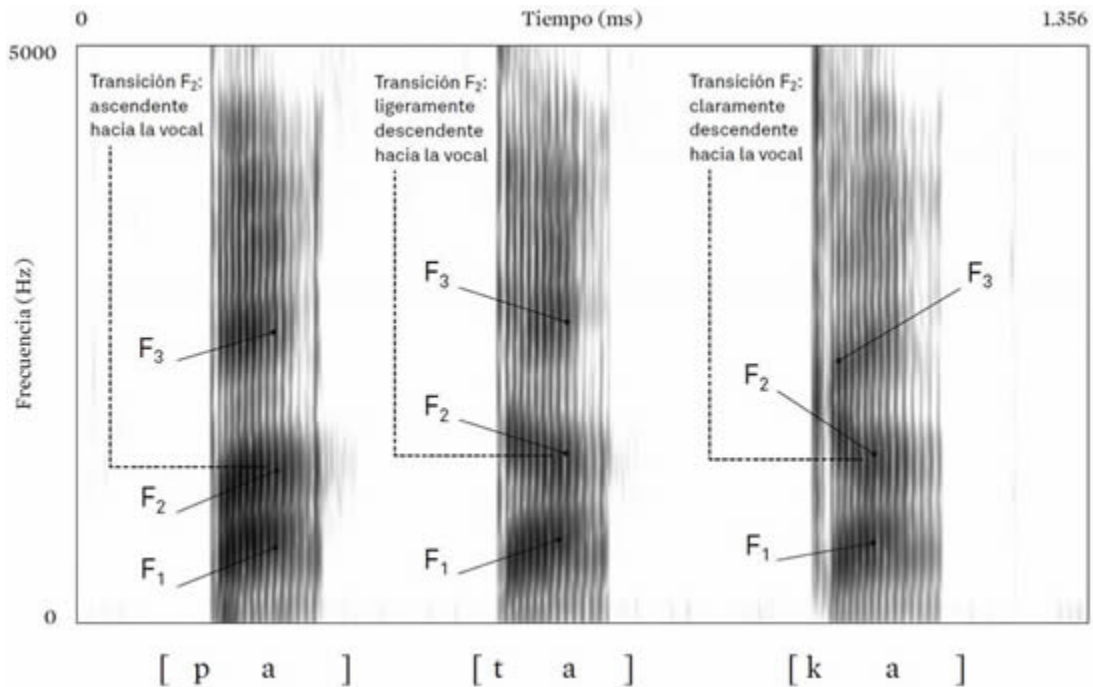 0 Tiempo (ms) 1.356
5000
Frecuencia (Hz)
0
Transición F₂:
ascendente
hacia la vocal
F₃
F₂
F₁
Transición F₂:
ligeramente
descendente
hacia la vocal
F₃
F₂
F₁
Transición F₂:
claramente
descendente
hacia la vocal
F₃
F₂
F₁
[ p a ] [ t a ] [ k a ]